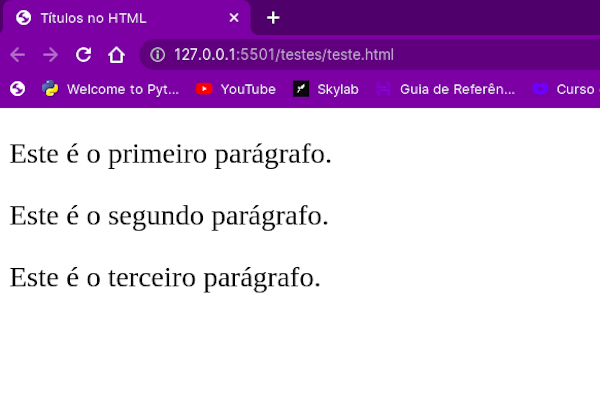 Títulos no HTML
127.0.0.1:5501/testes/teste.html
Welcome to Pyt... YouTube Skylab Guia de Referên... Curso
Este é o primeiro parágrafo.
Este é o segundo parágrafo.
Este é o terceiro parágrafo.